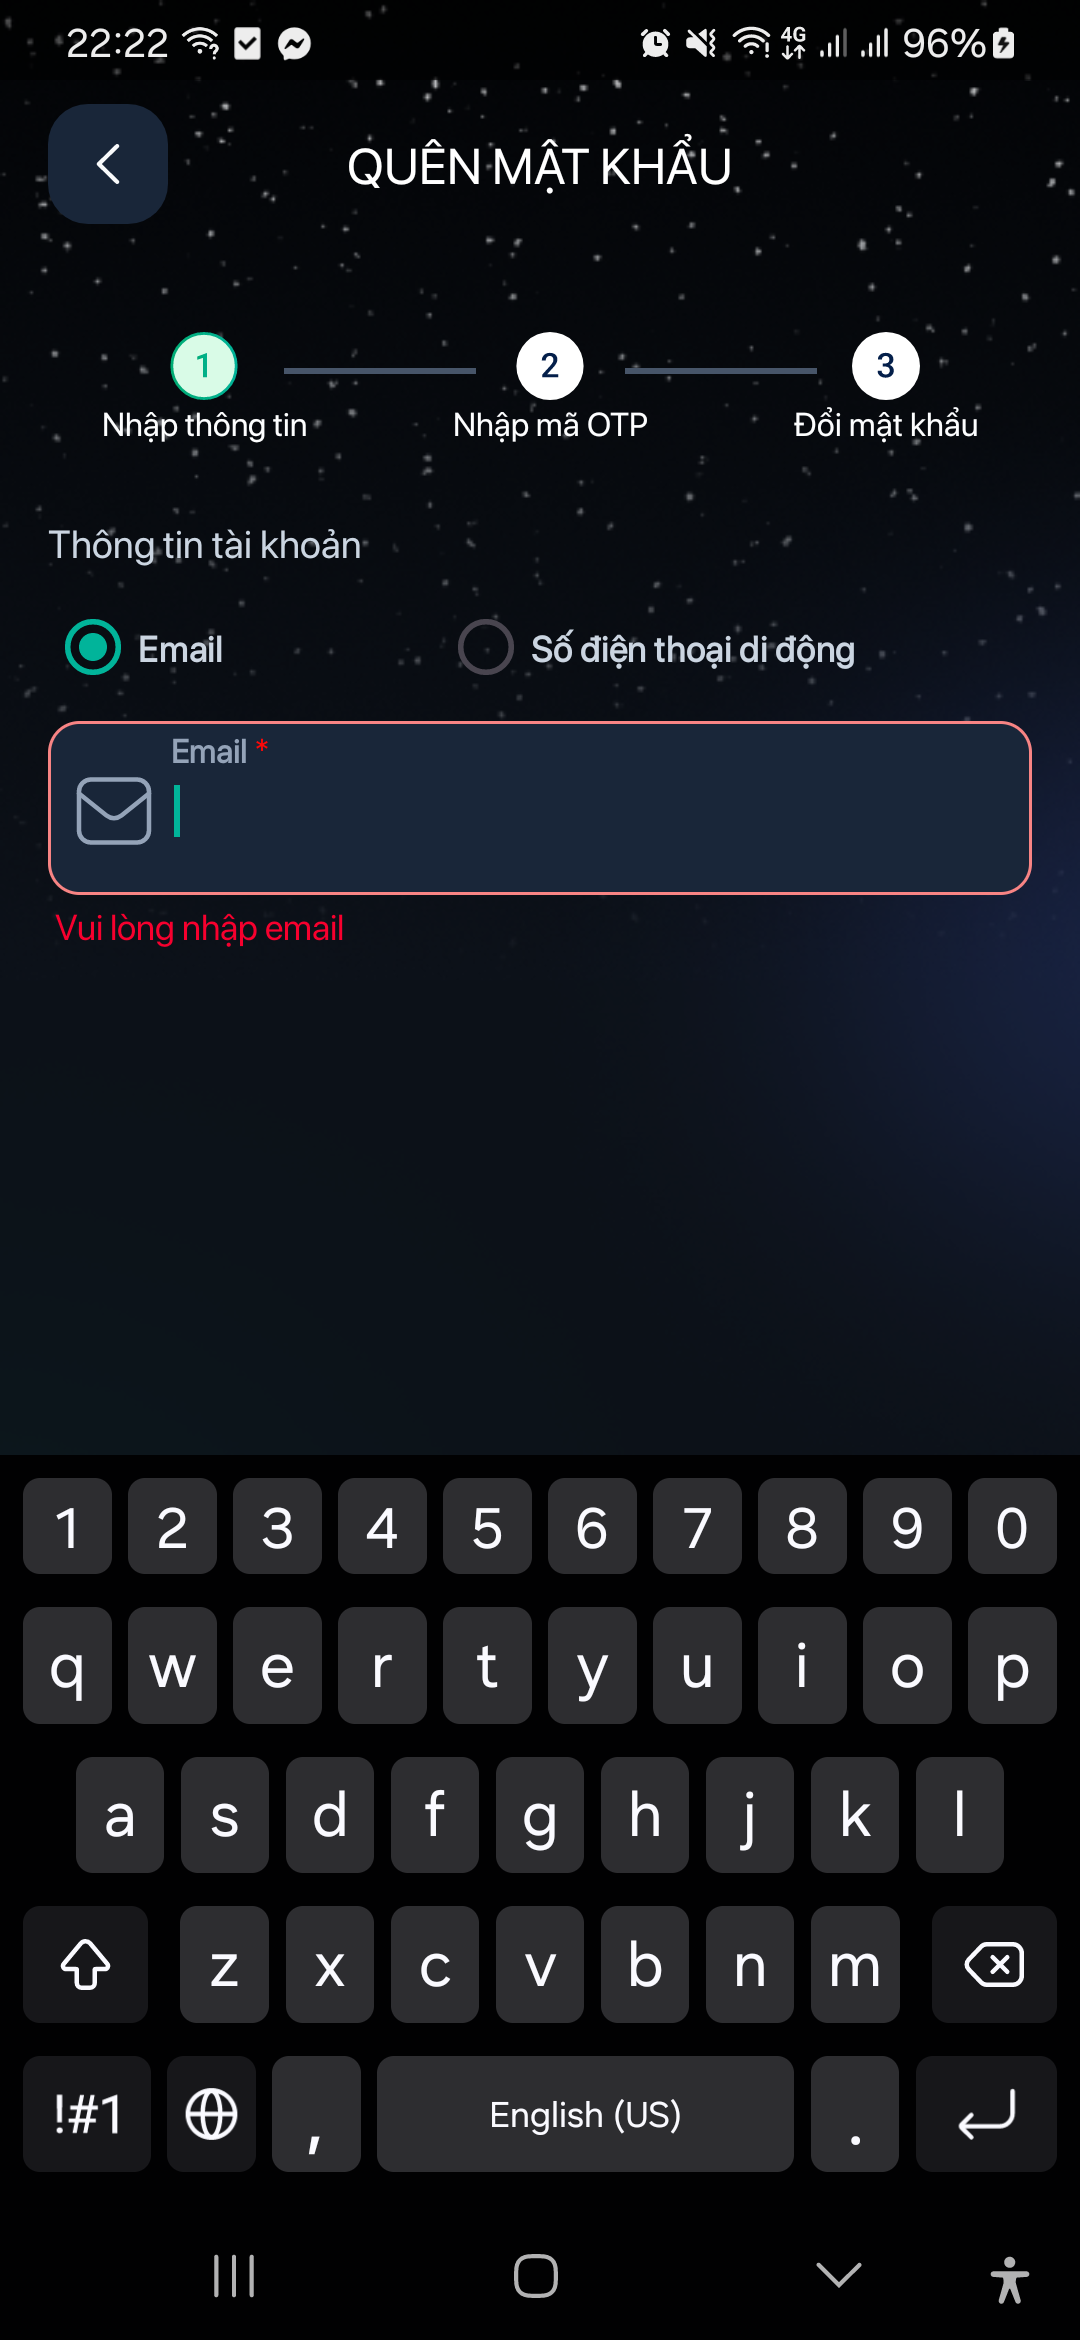 22:22 4G 96%
QUÊN MẬT KHẨU
1 2 3
Nhập thông tin Nhập mã OTP Đổi mật khẩu
Thông tin tài khoản
Email Số điện thoại di động
Email *
Vui lòng nhập email
1 2 3 4 5 6 7 8 9 0
q w e r t y u i o p
a s d f g h j k l
z x c v b n m
!#1 , English (US) .